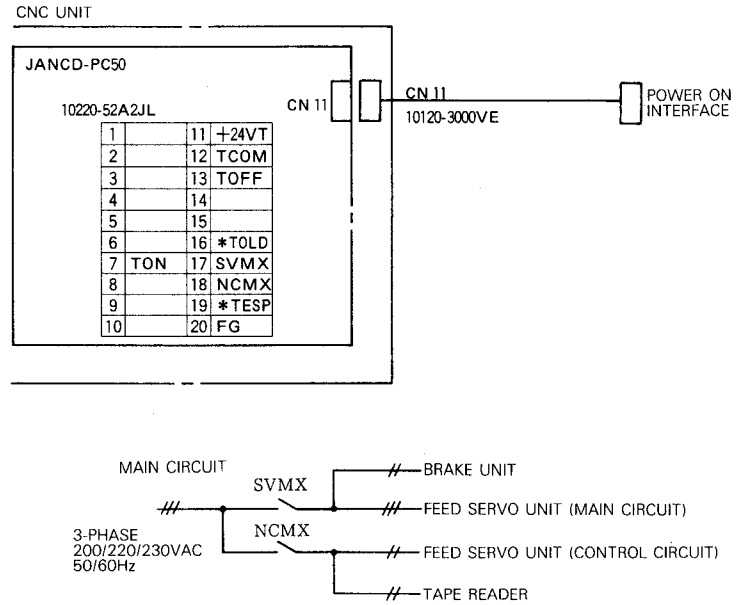 CNC UNIT
JANCD-PC50
10220-52A2JL
CN 11
CN 11
10120-3000VE
POWER ON
INTERFACE
1 11 +24VT
2 12 TCOM
3 13 TOFF
4 14
5 15
6 16 *TOLD
7 TON 17 SVMX
8 18 NCMX
9 19 *TESP
10 20 FG
MAIN CIRCUIT
SVMX
BRAKE UNIT
FEED SERVO UNIT (MAIN CIRCUIT)
3-PHASE
200/220/230VAC
50/60Hz
NCMX
FEED SERVO UNIT (CONTROL CIRCUIT)
TAPE READER